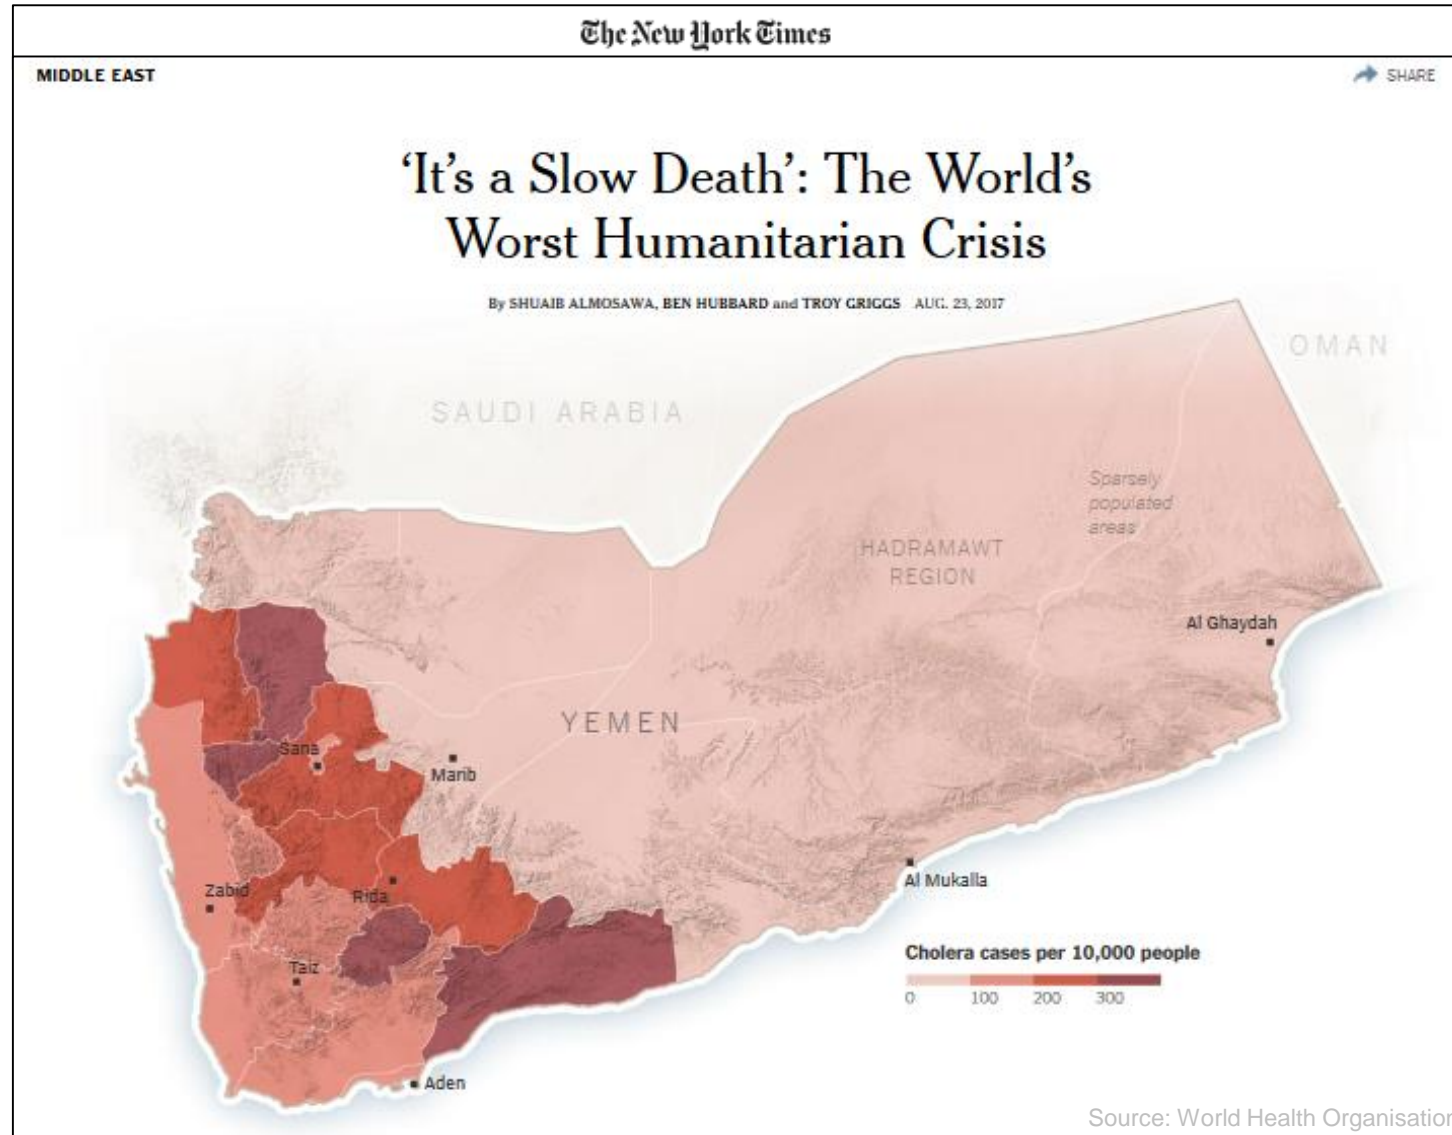 The New York Times
MIDDLE EAST
SHARE
‘It’s a Slow Death’: The World’s
Worst Humanitarian Crisis
By SHUAIB ALMOSAWA, BEN HUBBARD and TROY GRIGGS AUG. 23, 2017
OMAN
SAUDI ARABIA
Sparsely
populated
areas
HADRAMAWT
REGION
Al Ghaydah
YEMEN
Sana
Marib
Al Mukalla
Zabid
Rida
Taiz
Aden
Cholera cases per 10,000 people
0 100 200 300
Source: World Health Organisation